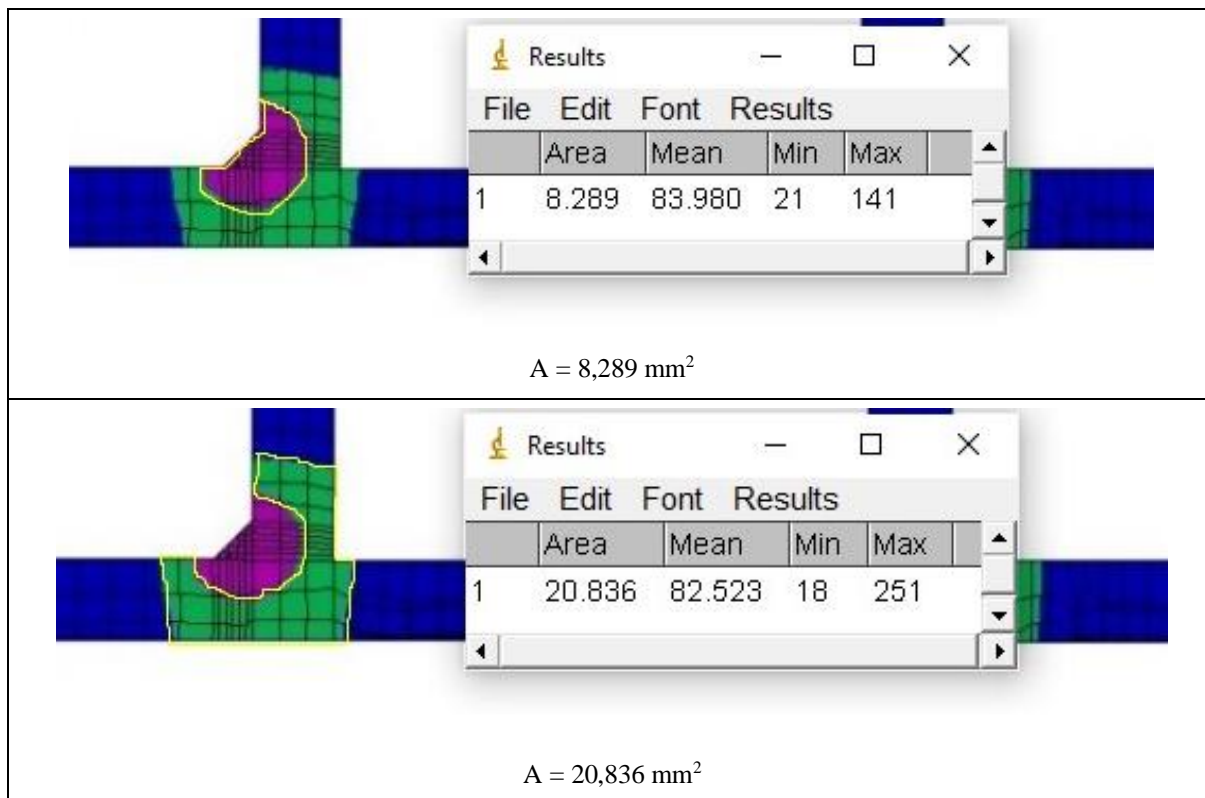 Results
File Edit Font Results
Area Mean Min Max
1 8.289 83.980 21 141
A = 8,289 mm²
Results
File Edit Font Results
Area Mean Min Max
1 20.836 82.523 18 251
A = 20,836 mm²